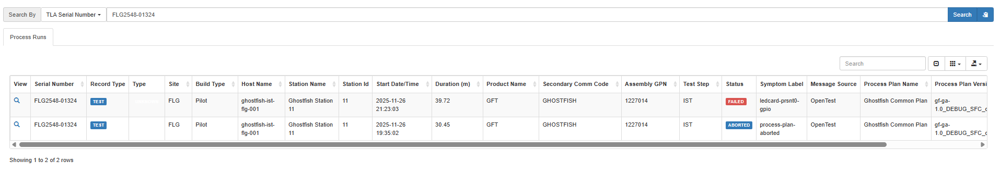 Search By TLA Serial Number FLG2548-01324 Search
Process Runs
Search
View Serial Number Record Type Type Site Build Type Host Name Station Name Station Id Start Date/Time Duration (m) Product Name Secondary Comm Code Assembly GPN Test Step Status Symptom Label Message Source Process Plan Name Process Plan Versi
FLG2548-01324 TEST UNKNOWN FLG Pilot ghostfish-ist- Ghostfish Station 11 2025-11-26 39.72 GFT GHOSTFISH 1227014 IST FAILED ledcard-prsnt0- OpenTest Ghostfish Common Plan gf-ga-
flg-001 11 21:23:03 gpio 1.0_DEBUG_SFC_
FLG2548-01324 TEST FLG Pilot ghostfish-ist- Ghostfish Station 11 2025-11-26 30.45 GFT GHOSTFISH 1227014 IST ABORTED process-plan- OpenTest Ghostfish Common Plan gf-ga-
flg-001 11 19:35:02 aborted 1.0_DEBUG_SFC_
Showing 1 to 2 of 2 rows